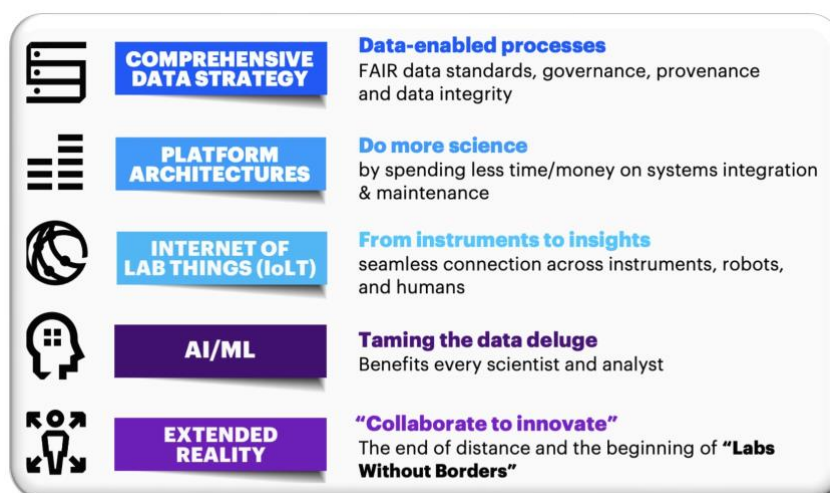 COMPREHENSIVE
DATA STRATEGY
Data-enabled processes
FAIR data standards, governance, provenance
and data integrity
PLATFORM
ARCHITECTURES
Do more science
by spending less time/money on systems integration
& maintenance
INTERNET OF
LAB THINGS (IoLT)
From instruments to insights
seamless connection across instruments, robots,
and humans
AI/ML
Taming the data deluge
Benefits every scientist and analyst
EXTENDED
REALITY
“Collaborate to innovate”
The end of distance and the beginning of “Labs
Without Borders”